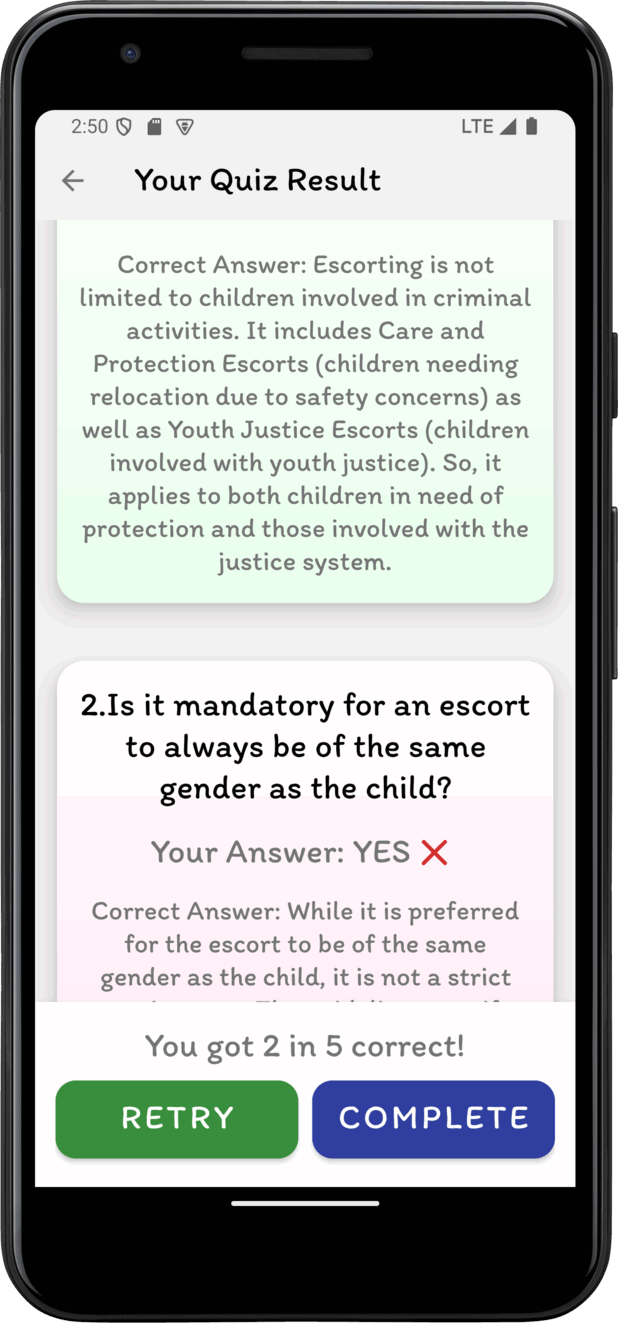 2:50 LTE
Your Quiz Result
Correct Answer: Escorting is not
limited to children involved in criminal
activities. It includes Care and
Protection Escorts (children needing
relocation due to safety concerns) as
well as Youth Justice Escorts (children
involved with youth justice). So, it
applies to both children in need of
protection and those involved with the
justice system.
2.Is it mandatory for an escort
to always be of the same
gender as the child?
Your Answer: YES ❌
Correct Answer: While it is preferred
for the escort to be of the same
gender as the child, it is not a strict
You got 2 in 5 correct!
RETRY
COMPLETE